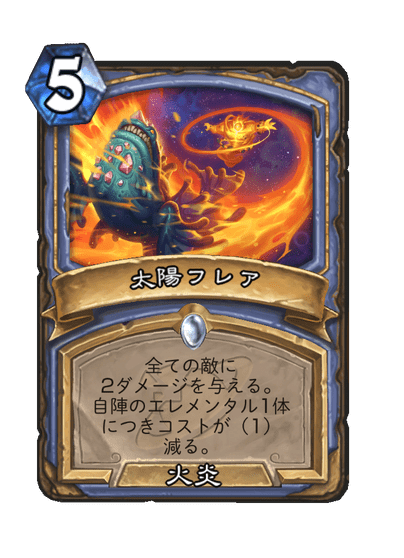 5
太陽フレア
全ての敵に
2ダメージを与える。
自陣のエレメンタル1体
につきコストが（1）
減る。
火炎